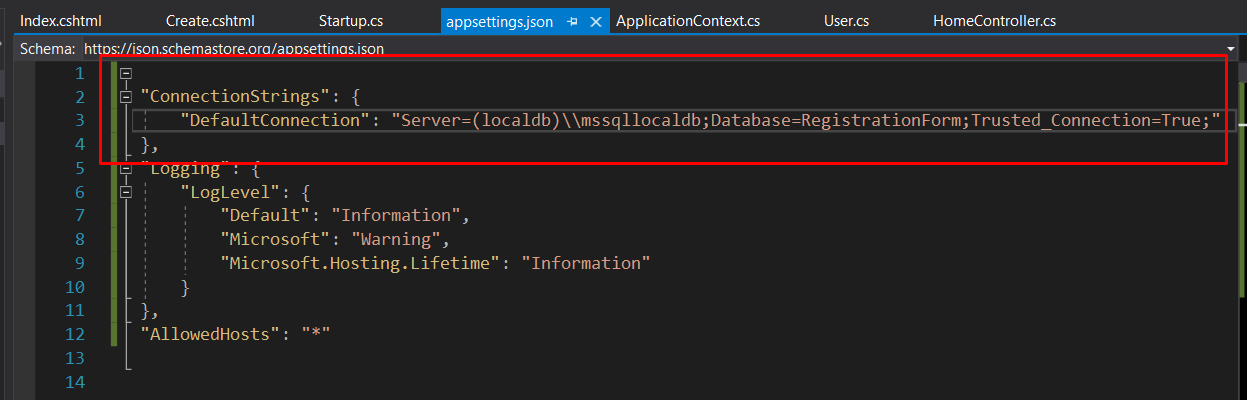 Index.cshtml Create.cshtml Startup.cs appsettings.json ApplicationContext.cs User.cs HomeController.cs
Schema: https://json.schemastore.org/appsettings.json
1
2 "ConnectionStrings": {
3 "DefaultConnection": "Server=(localdb)\\mssqllocaldb;Database=RegistrationForm;Trusted_Connection=True;"
4 },
5 "Logging": {
6 "LogLevel": {
7 "Default": "Information",
8 "Microsoft": "Warning",
9 "Microsoft.Hosting.Lifetime": "Information"
10 }
11 },
12 "AllowedHosts": "*"
13
14